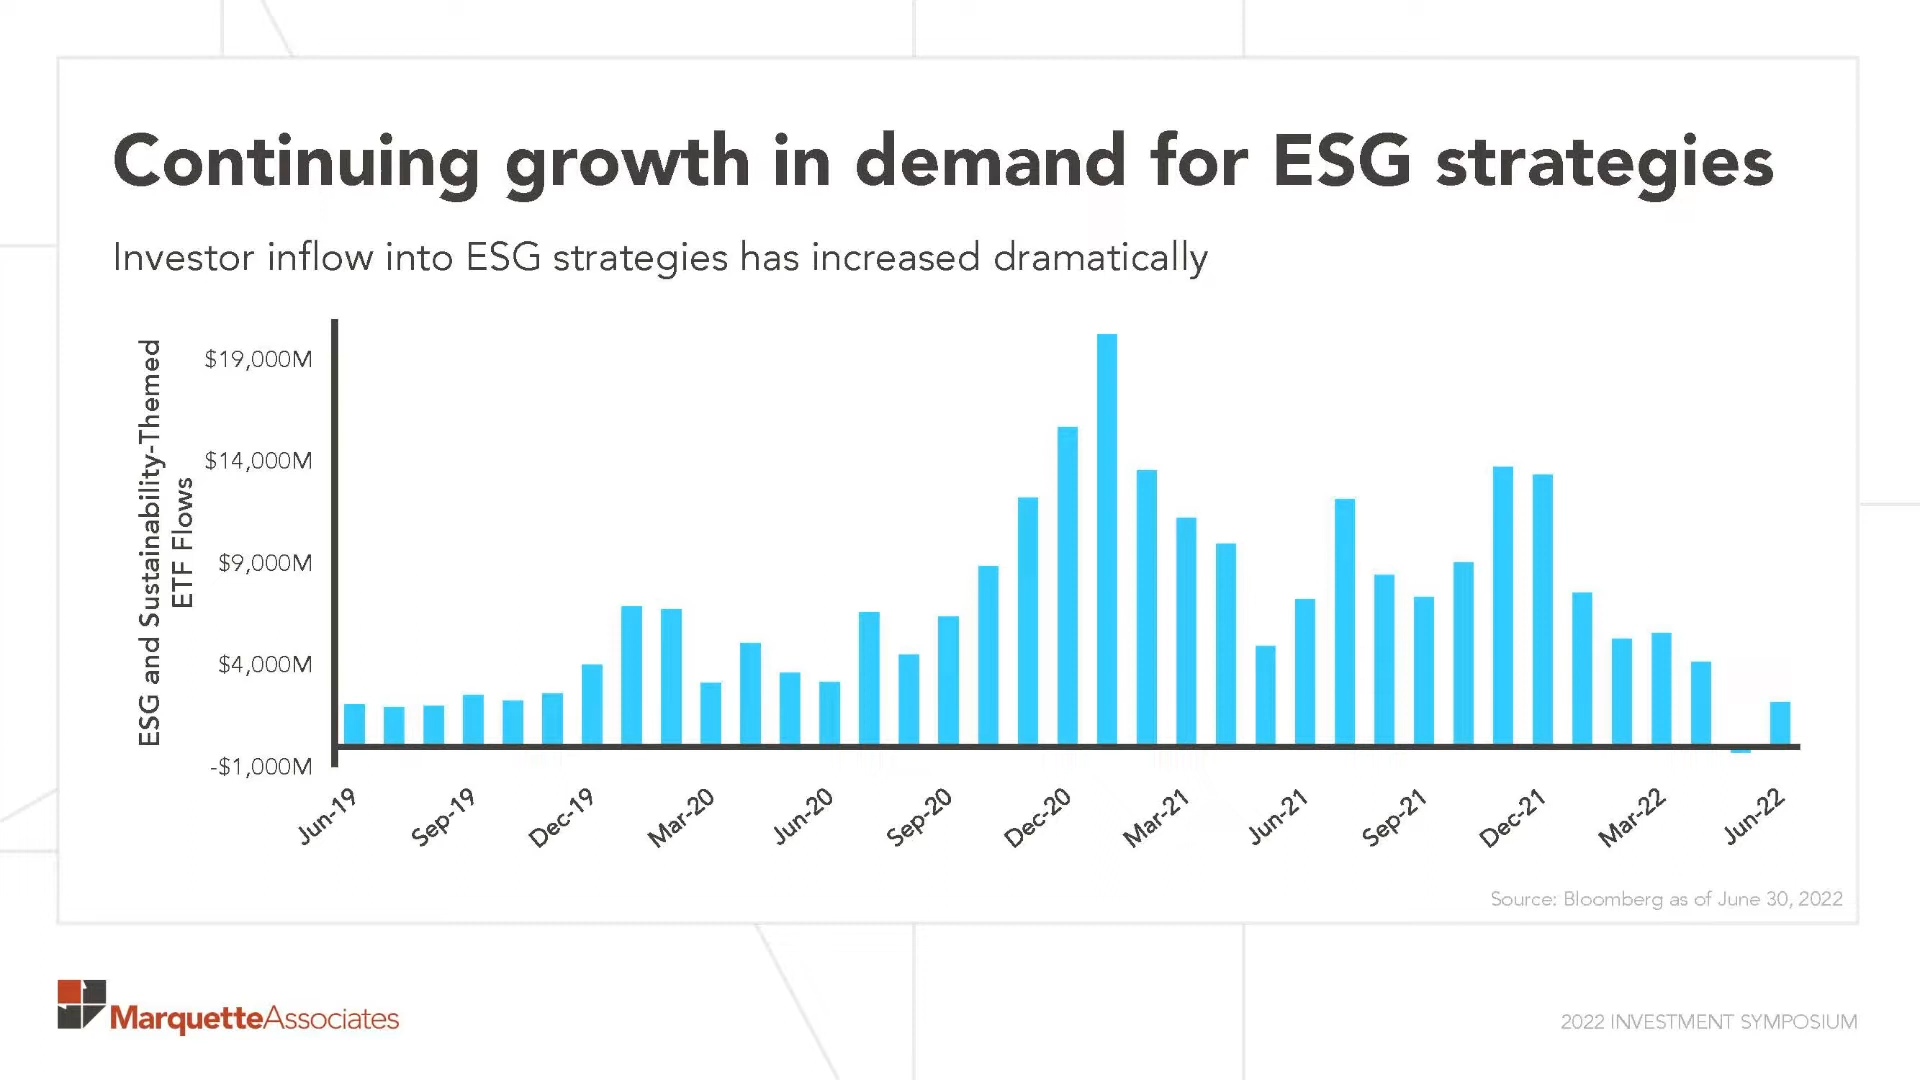 Continuing growth in demand for ESG strategies
Investor inflow into ESG strategies has increased dramatically
ESG and Sustainability-Themed
ETF Flows
$19,000M
$14,000M
$9,000M
$4,000M
-$1,000M
Jun-19
Sep-19
Dec-19
Mar-20
Jun-20
Sep-20
Dec-20
Mar-21
Jun-21
Sep-21
Dec-21
Mar-22
Jun-22
Source: Bloomberg as of June 30, 2022
MarquetteAssociates
2022 INVESTMENT SYMPOSIUM